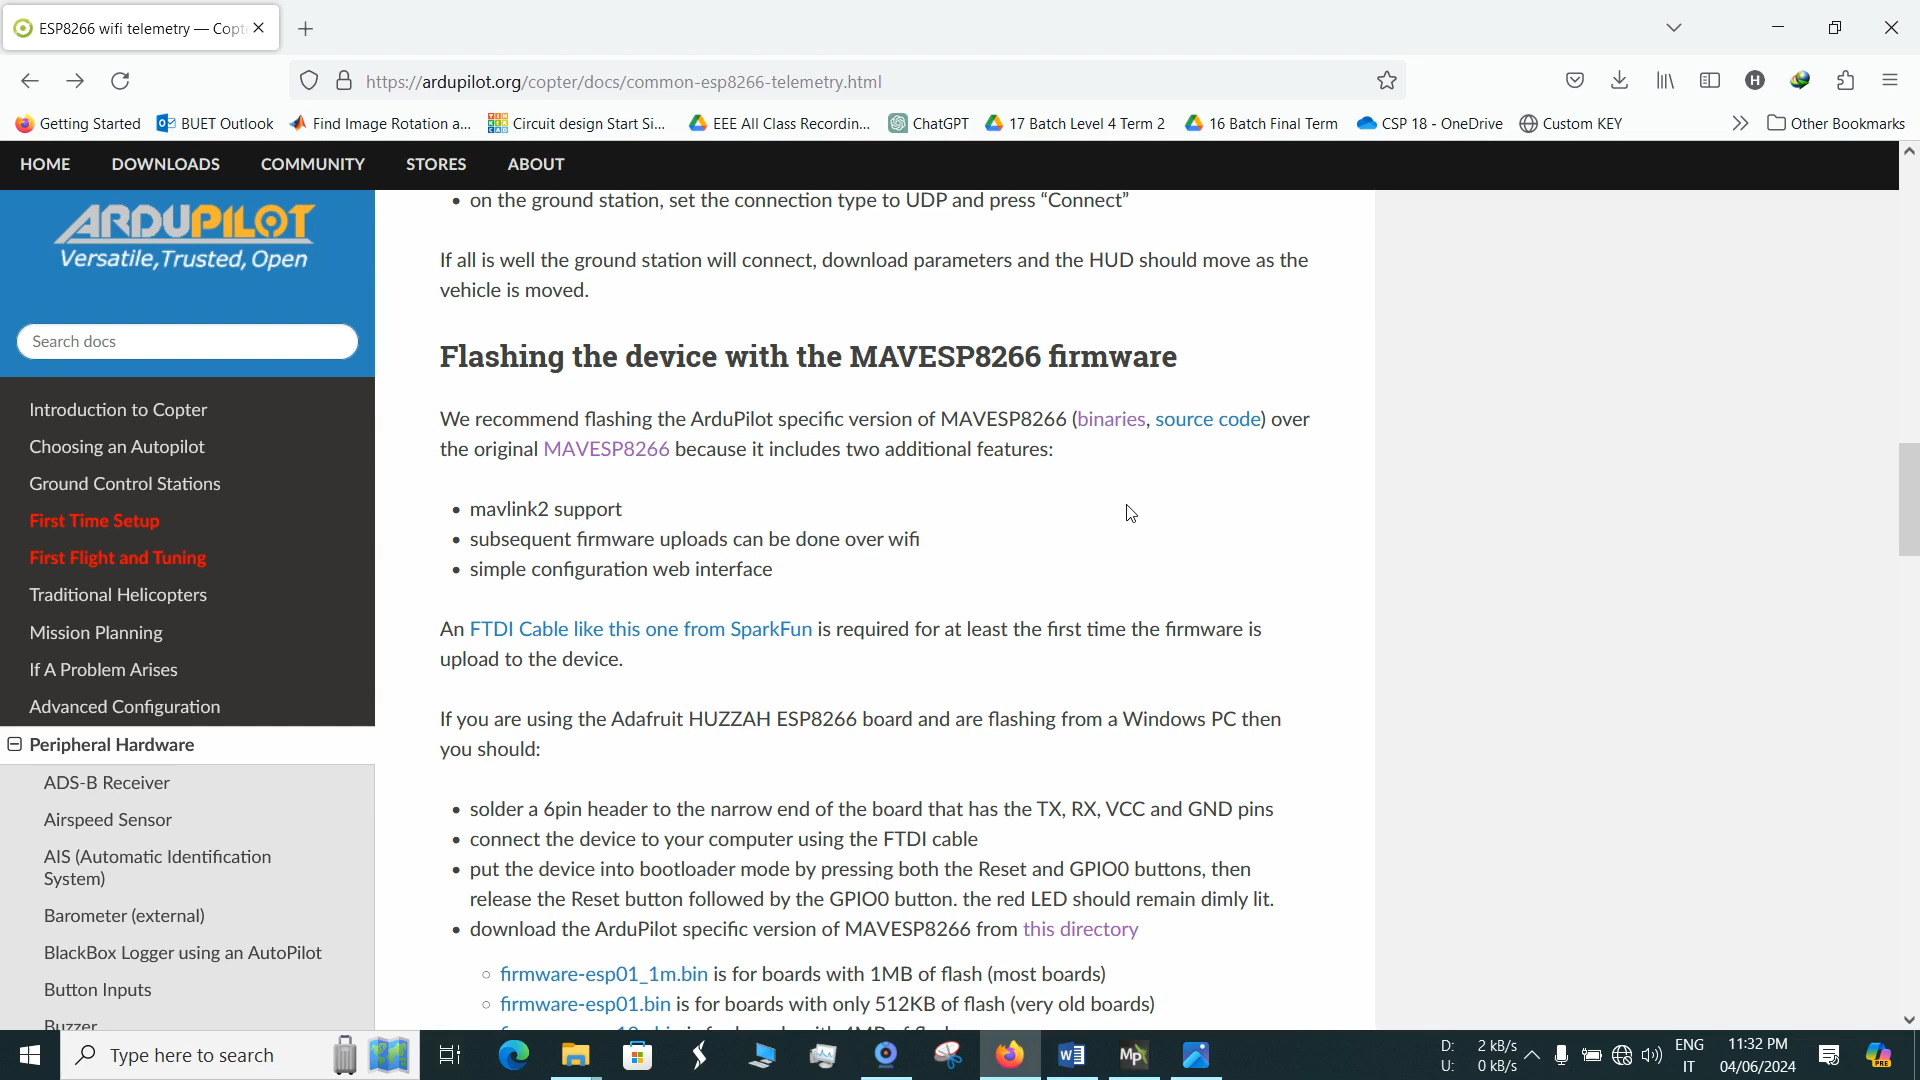 ESP8266 wifi telemetry — Copt
https://ardupilot.org/copter/docs/common-esp8266-telemetry.html
H
Getting Started
BUET Outlook
Find Image Rotation a...
Circuit design Start Si...
EEE All Class Recordin...
ChatGPT
17 Batch Level 4 Term 2
16 Batch Final Term
CSP 18 - OneDrive
Custom KEY
Other Bookmarks
HOME DOWNLOADS COMMUNITY STORES ABOUT
ARDUPILOT
Versatile, Trusted, Open
Search docs
Introduction to Copter
Choosing an Autopilot
Ground Control Stations
First Time Setup
First Flight and Tuning
Traditional Helicopters
Mission Planning
If A Problem Arises
Advanced Configuration
Peripheral Hardware
ADS-B Receiver
Airspeed Sensor
AIS (Automatic Identification
System)
Barometer (external)
BlackBox Logger using an AutoPilot
Button Inputs
Buzzer
• on the ground station, set the connection type to UDP and press “Connect”
If all is well the ground station will connect, download parameters and the HUD should move as the
vehicle is moved.
Flashing the device with the MAVESP8266 firmware
We recommend flashing the ArduPilot specific version of MAVESP8266 (binaries, source code) over
the original MAVESP8266 because it includes two additional features:
• mavlink2 support
• subsequent firmware uploads can be done over wifi
• simple configuration web interface
An FTDI Cable like this one from SparkFun is required for at least the first time the firmware is
upload to the device.
If you are using the Adafruit HUZZAH ESP8266 board and are flashing from a Windows PC then
you should:
• solder a 6pin header to the narrow end of the board that has the TX, RX, VCC and GND pins
• connect the device to your computer using the FTDI cable
• put the device into bootloader mode by pressing both the Reset and GPIO0 buttons, then
release the Reset button followed by the GPIO0 button. the red LED should remain dimly lit.
• download the ArduPilot specific version of MAVESP8266 from this directory
◦ firmware-esp01_1m.bin is for boards with 1MB of flash (most boards)
◦ firmware-esp01.bin is for boards with only 512KB of flash (very old boards)
Type here to search
Mp
D: 2 kB/s
U: 0 kB/s
ENG
IT
11:32 PM
04/06/2024
PRE